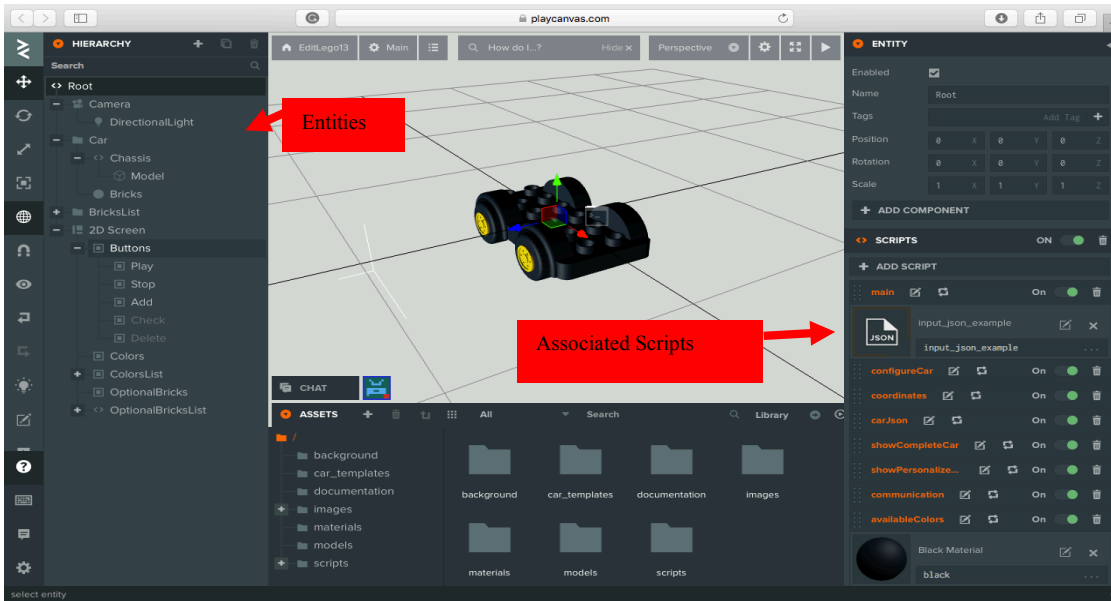 playcanvas.com
HIERARCHY
Search
Root
Camera
DirectionalLight
Car
Chassis
Model
Bricks
BricksList
2D Screen
Buttons
Play
Stop
Add
Check
Delete
Colors
ColorsList
OptionalBricks
OptionalBricksList
select entity
EditLego13 Main How do I...? Hide x Perspective
Entities
Associated Scripts
CHAT
ASSETS All Search Library
/
background
car_templates
documentation
images
materials
models
scripts
background car_templates documentation images
materials models scripts
ENTITY
Enabled
Name Root
Tags Add Tag +
Position 0 X 0 Y 0 Z
Rotation 0 X 0 Y 0 Z
Scale 1 X 1 Y 1 Z
+ ADD COMPONENT
SCRIPTS ON
+ ADD SCRIPT
main On
JSON
input_json_example
input_json_example ...
configureCar On
coordinates On
carJson On
showCompleteCar On
showPersonalize... On
communication On
availableColors On
Black Material
black ...